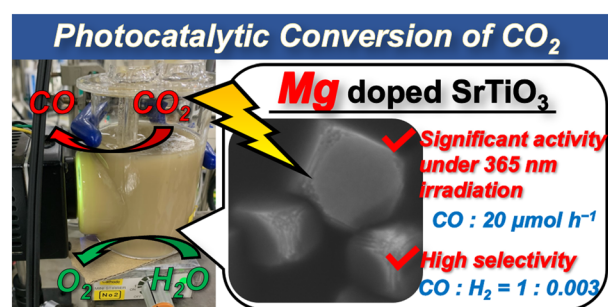 Photocatalytic Conversion of CO₂
CO CO₂
O₂ H₂O
[No2]
Mg doped SrTiO₃
Significant activity
under 365 nm
irradiation
CO : 20 μmol h⁻¹
High selectivity
CO : H₂ = 1 : 0.003